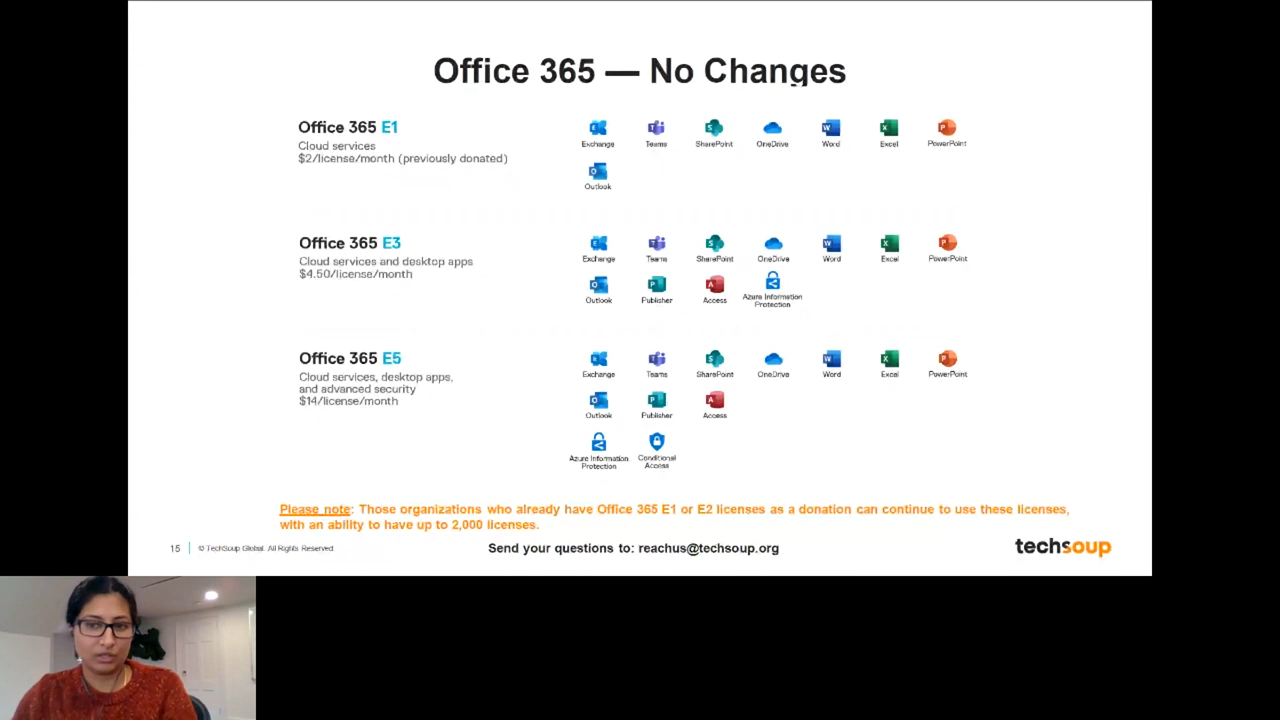 Office 365 — No Changes
Office 365 E1
Cloud services
$2/license/month (previously donated)
Exchange Teams SharePoint OneDrive Word Excel PowerPoint
Outlook
Office 365 E3
Cloud services and desktop apps
$4.50/license/month
Exchange Teams SharePoint OneDrive Word Excel PowerPoint
Outlook Publisher Access Azure Information
Protection
Office 365 E5
Cloud services, desktop apps,
and advanced security
$14/license/month
Exchange Teams SharePoint OneDrive Word Excel PowerPoint
Outlook Publisher Access
Azure Information Conditional
Protection Access
Please note: Those organizations who already have Office 365 E1 or E2 licenses as a donation can continue to use these licenses,
with an ability to have up to 2,000 licenses.
15 © TechSoup Global. All Rights Reserved. Send your questions to: reachus@techsoup.org techsoup